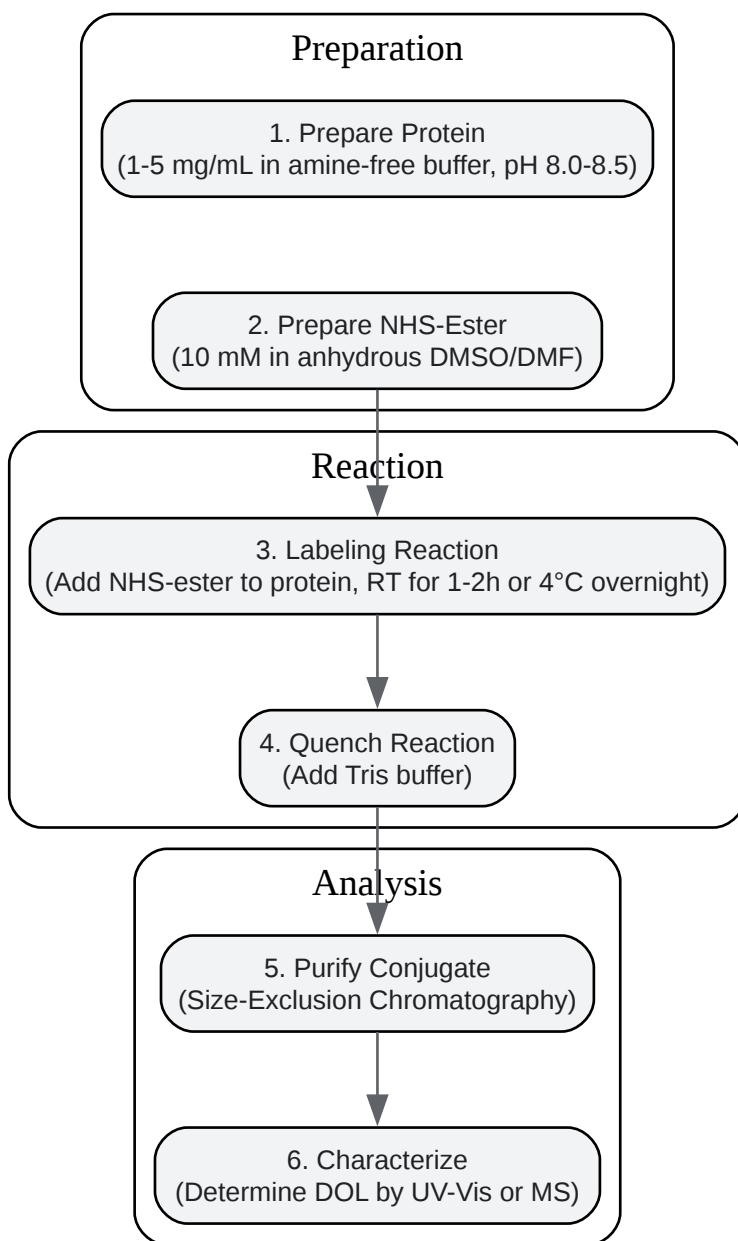 Preparation
1. Prepare Protein
(1-5 mg/mL in amine-free buffer, pH 8.0-8.5)
2. Prepare NHS-Ester
(10 mM in anhydrous DMSO/DMF)
Reaction
3. Labeling Reaction
(Add NHS-ester to protein, RT for 1-2h or 4°C overnight)
4. Quench Reaction
(Add Tris buffer)
Analysis
5. Purify Conjugate
(Size-Exclusion Chromatography)
6. Characterize
(Determine DOL by UV-Vis or MS)